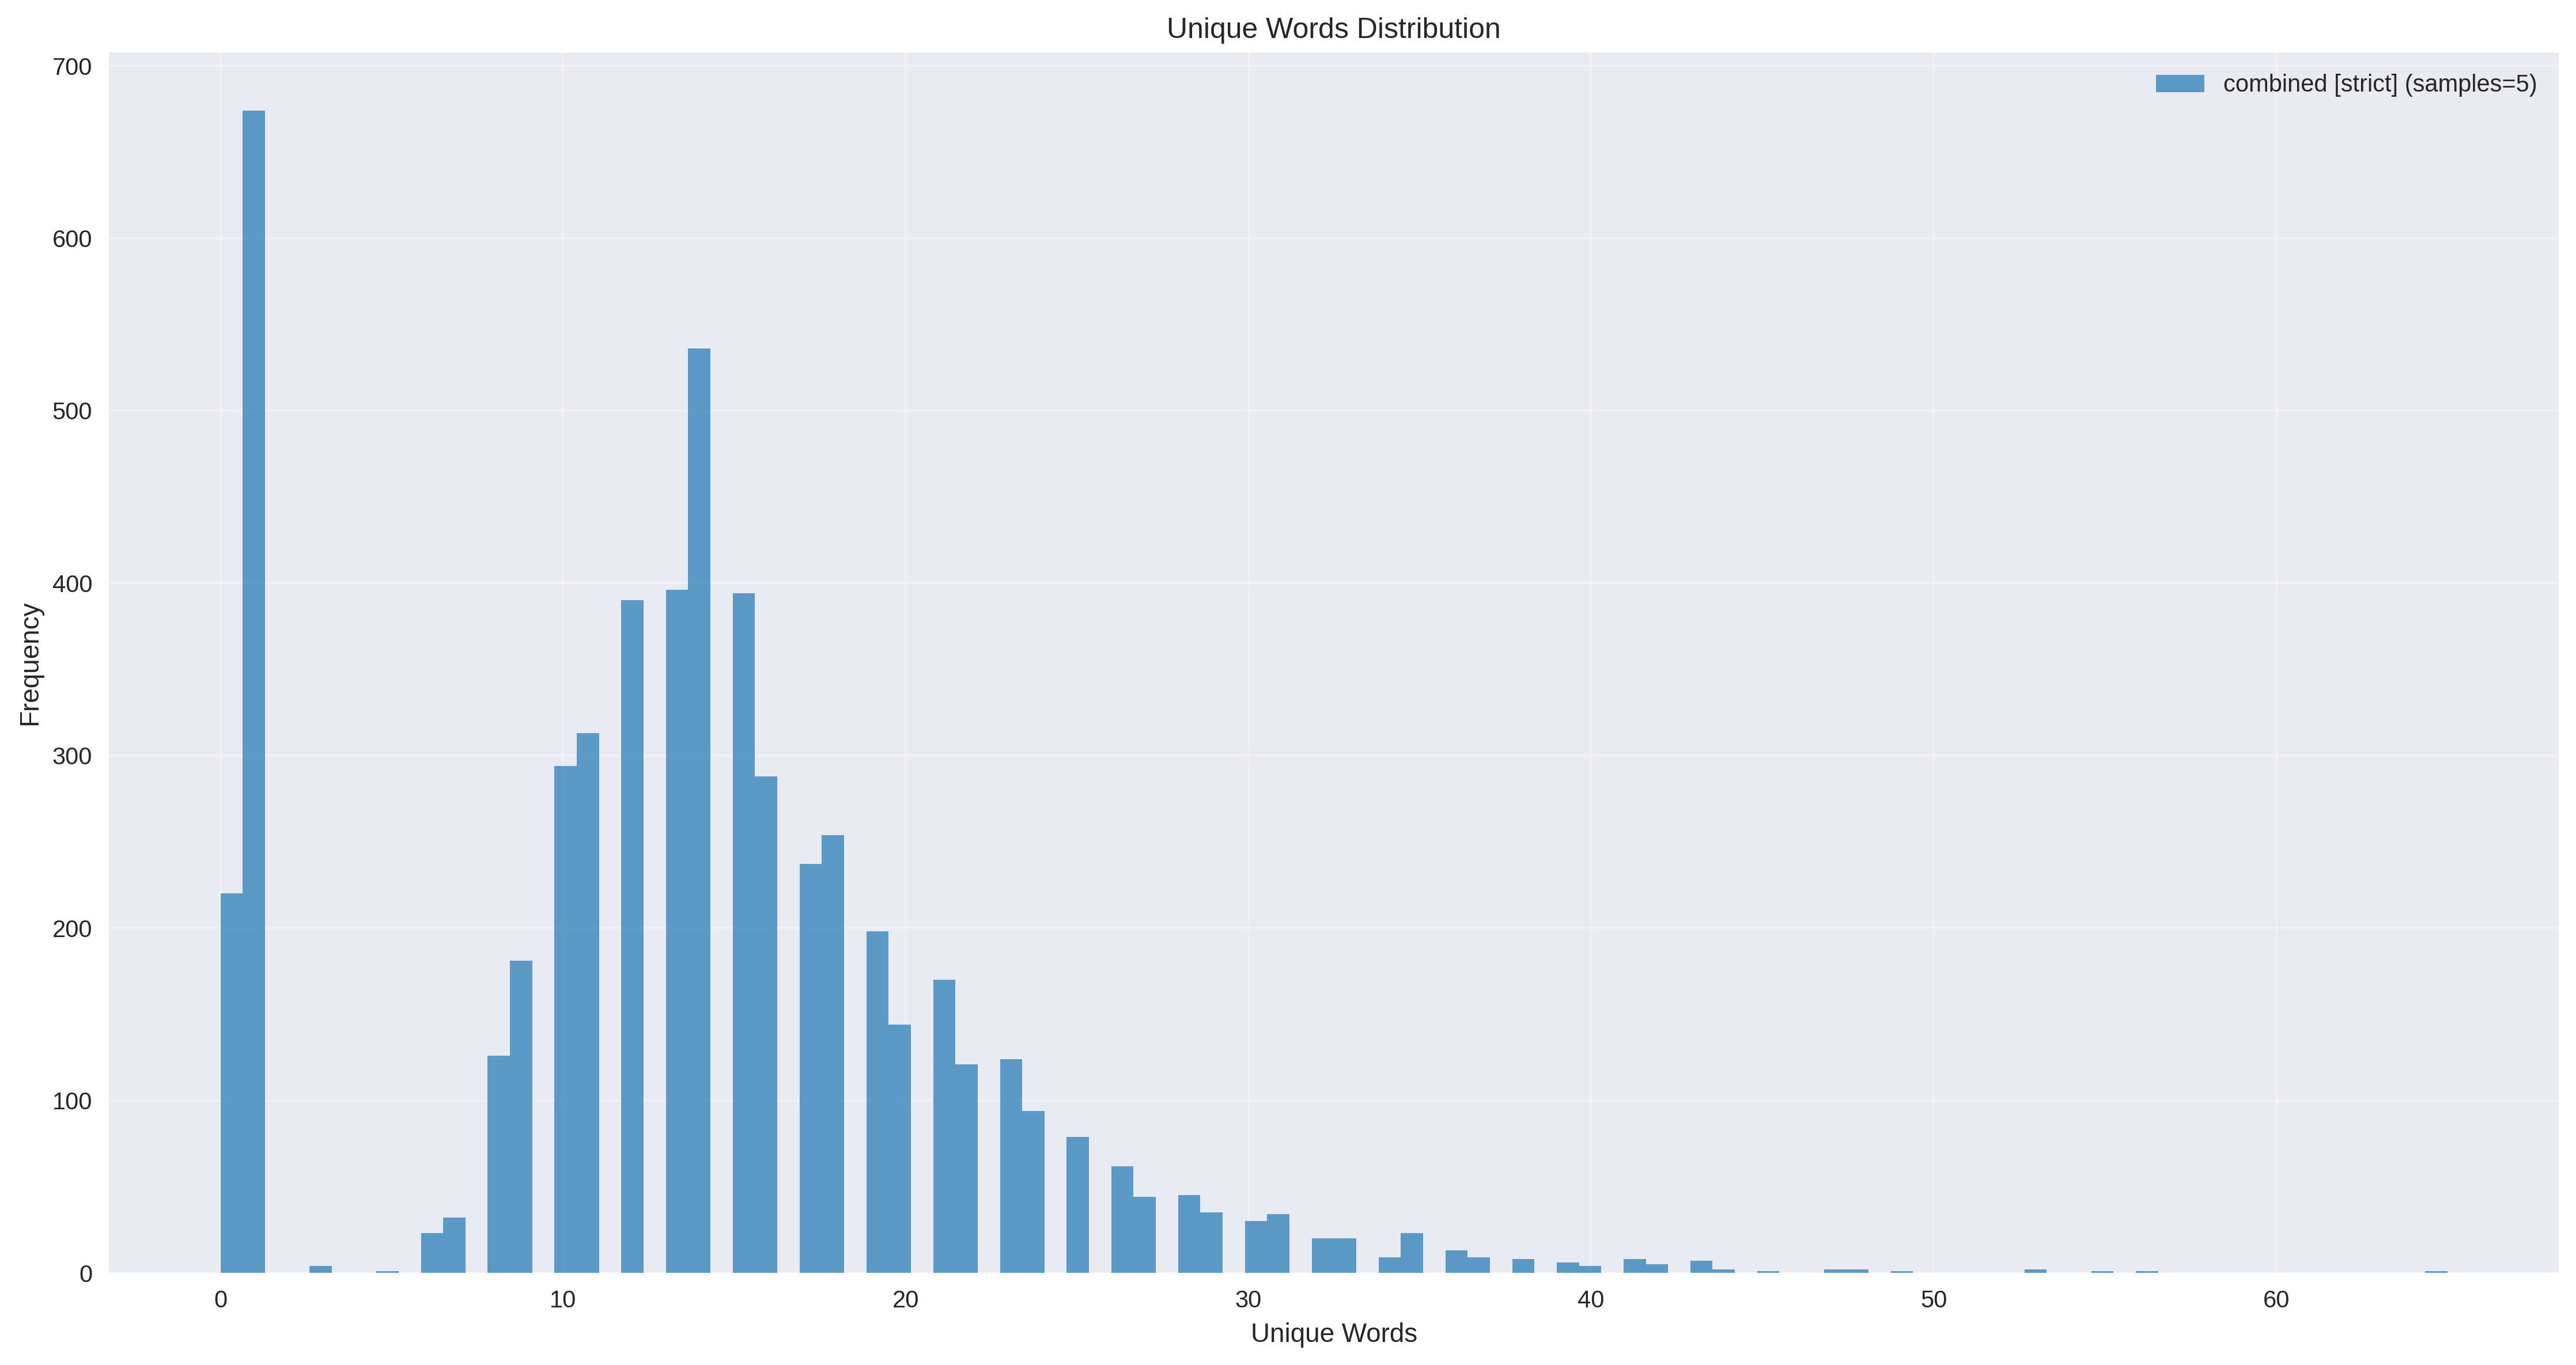 Unique Words Distribution
combined [strict] (samples=5)
700
600
500
400
300
200
100
0
Frequency
0 10 20 30 40 50 60
Unique Words